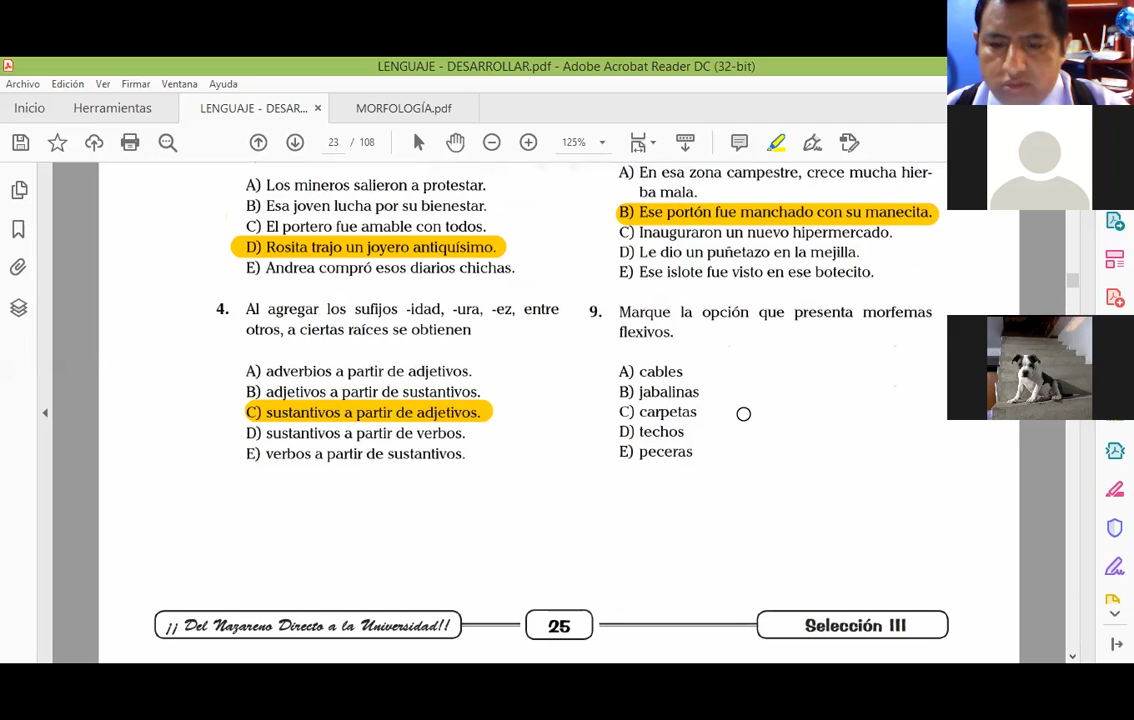 LENGUAJE - DESARROLLAR.pdf - Adobe Acrobat Reader DC (32-bit)
Archivo Edición Ver Firmar Ventana Ayuda
Inicio Herramientas LENGUAJE - DESAR... × MORFOLOGÍA.pdf
23 / 108 125%
A) Los mineros salieron a protestar.
B) Esa joven lucha por su bienestar.
C) El portero fue amable con todos.
D) Rosita trajo un joyero antiquísimo.
E) Andrea compró esos diarios chichas.
4. Al agregar los sufijos -idad, -ura, -ez, entre
otros, a ciertas raíces se obtienen
A) adverbios a partir de adjetivos.
B) adjetivos a partir de sustantivos.
C) sustantivos a partir de adjetivos.
D) sustantivos a partir de verbos.
E) verbos a partir de sustantivos.
A) En esa zona campestre, crece mucha hier-
ba mala.
B) Ese portón fue manchado con su manecita.
C) Inauguraron un nuevo hipermercado.
D) Le dio un puñetazo en la mejilla.
E) Ese islote fue visto en ese botecito.
9. Marque la opción que presenta morfemas
flexivos.
A) cables
B) jabalinas
C) carpetas
D) techos
E) peceras
¡¡ Del Nazareno Directo a la Universidad!!
25
Selección III